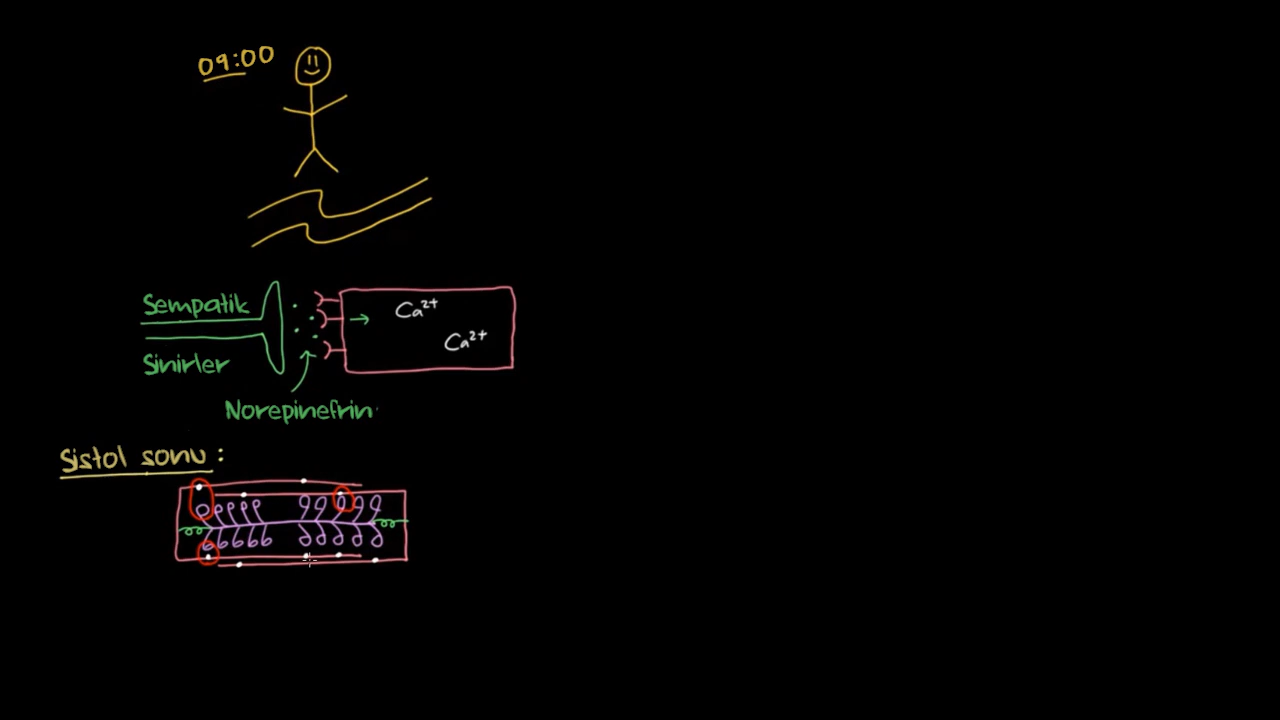 09:00
Sempatik
Ca²⁺
Ca²⁺
Sinirler
Norepinefrin
Sistol sonu: